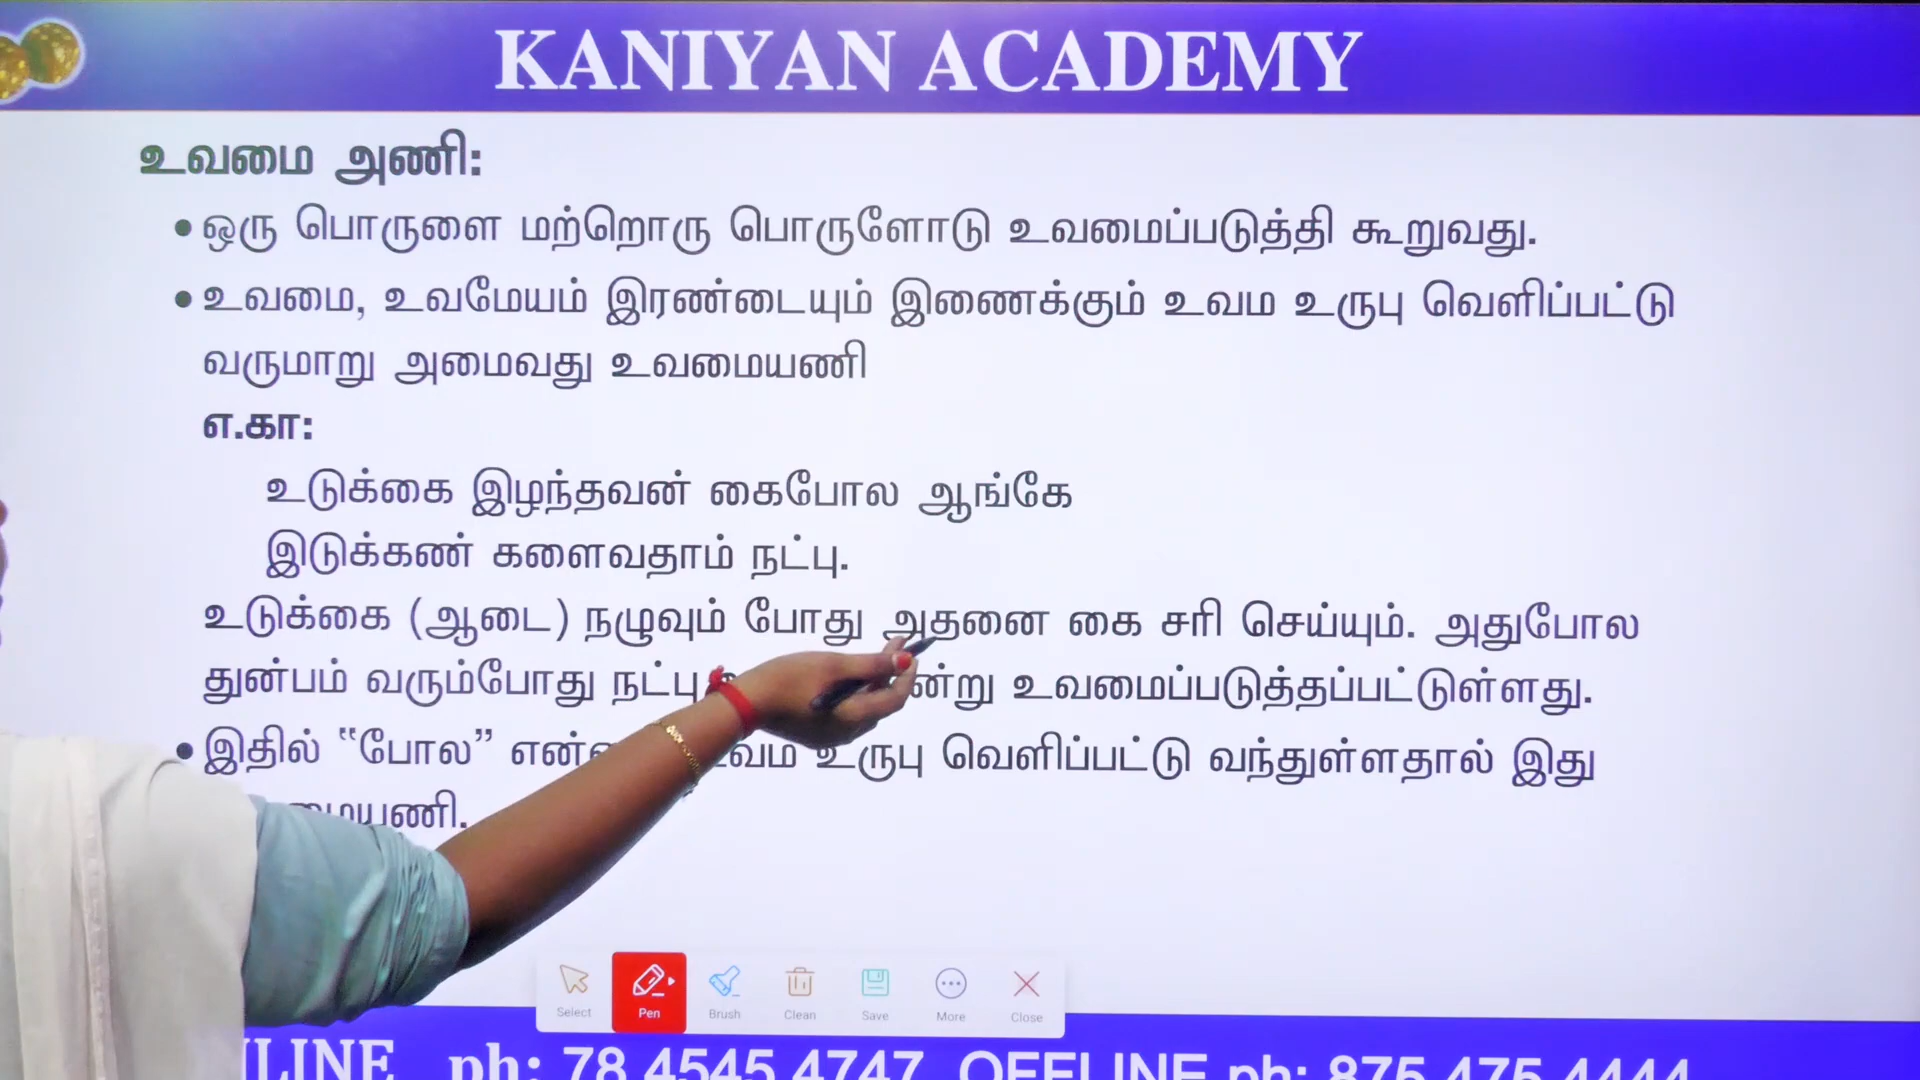 KANIYAN ACADEMY
உவமை அணி:
• ஒரு பொருளை மற்றொரு பொருளோடு உவமைப்படுத்தி கூறுவது.
• உவமை, உவமேயம் இரண்டையும் இணைக்கும் உவம உருபு வெளிப்பட்டு
வருமாறு அமைவது உவமையணி
எ.கா:
உடுக்கை இழந்தவன் கைபோல ஆங்கே
இடுக்கண் களைவதாம் நட்பு.
உடுக்கை (ஆடை) நழுவும் போது அதனை கை சரி செய்யும். அதுபோல
துன்பம் வரும்போது நட்பு உவமைப்படுத்தப்பட்டுள்ளது.
• இதில் “போல” உவம உருபு வெளிப்பட்டு வந்துள்ளதால் இது
Select Pen Brush Clean Save More Close
ph: 78 4545 4747 OFFLINE ph: 875 475 4444